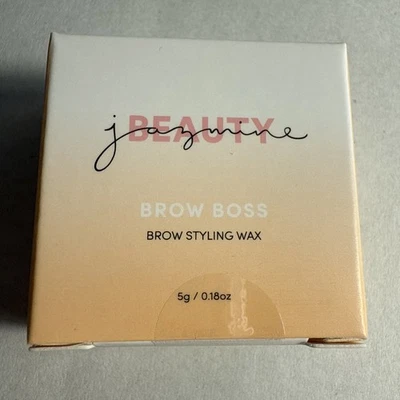 jazmine
BEAUTY
BROW BOSS
BROW STYLING WAX
5g / 0.18oz